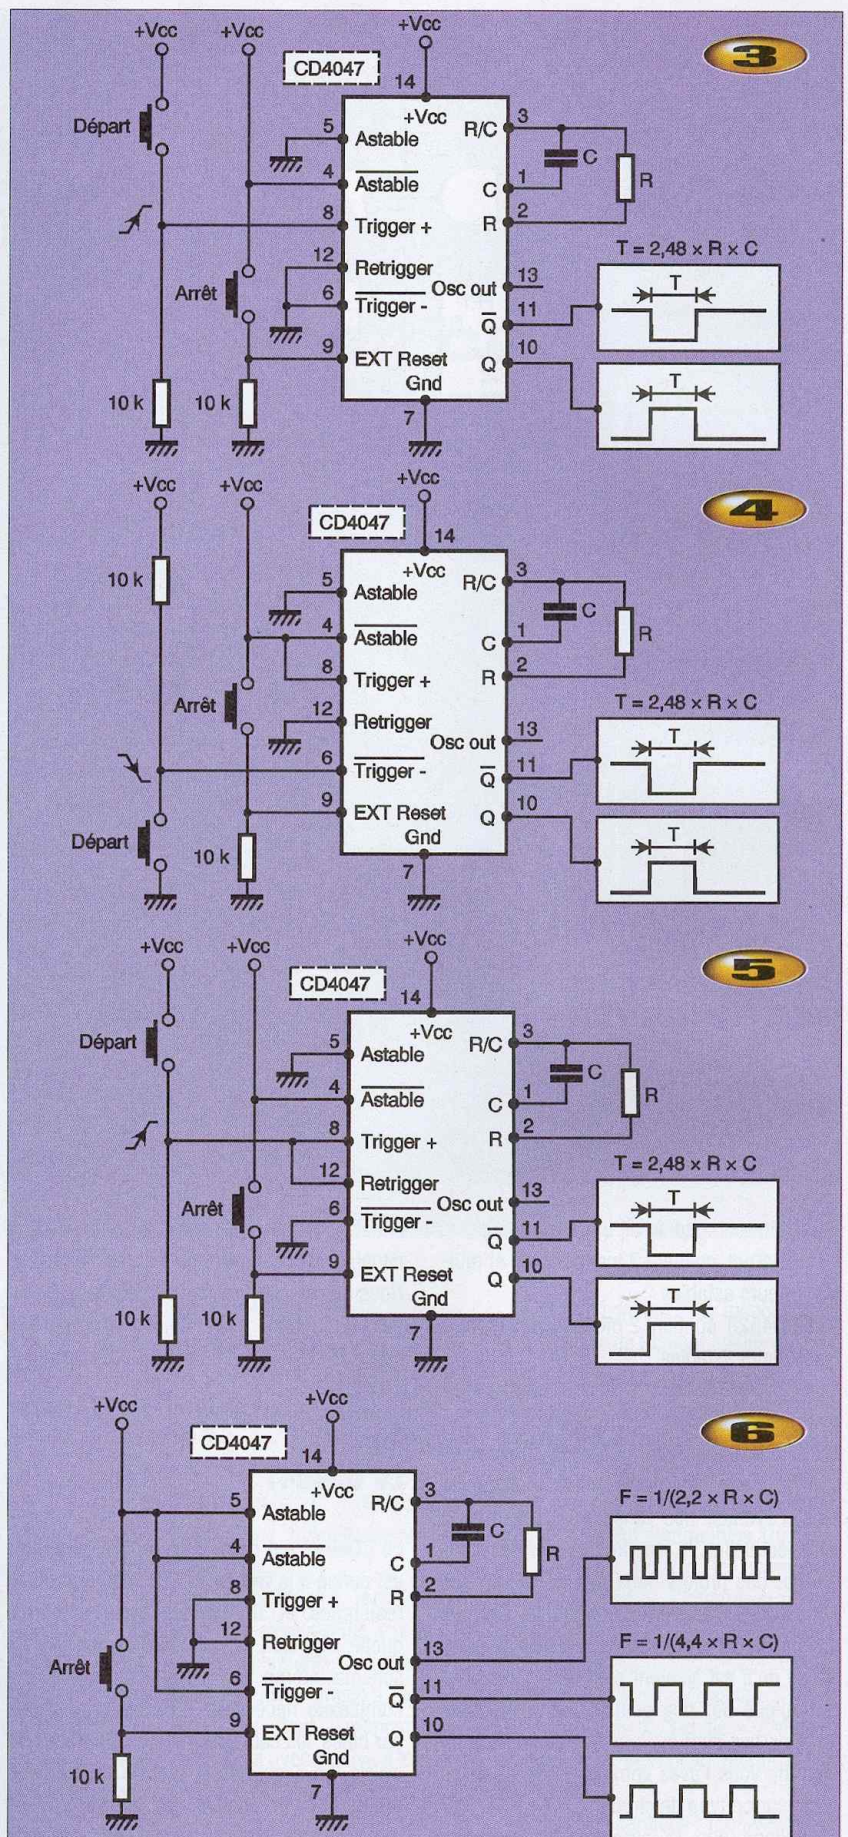 3
+Vcc
+Vcc
+Vcc
CD4047
14
+Vcc
Départ
5
Astable
R/C
3
C
R
4
Astable
C
1
8
Trigger +
R
2
T = 2,48 × R × C
12
Retrigger
Osc out
13
T
Arrêt
6
Trigger -
Q
11
9
EXT Reset
Q
10
T
Gnd
10 k
10 k
7
4
+Vcc
+Vcc
+Vcc
CD4047
14
+Vcc
10 k
5
Astable
R/C
3
C
R
4
Astable
C
1
8
Trigger +
R
2
Arrêt
T = 2,48 × R × C
12
Retrigger
Osc out
13
T
6
Trigger -
Q
11
9
EXT Reset
Q
10
Départ
T
10 k
Gnd
7
5
+Vcc
+Vcc
+Vcc
CD4047
14
+Vcc
Départ
5
Astable
R/C
3
C
R
4
Astable
C
1
8
Trigger +
R
2
T = 2,48 × R × C
12
Retrigger
Osc out
13
T
Arrêt
6
Trigger -
Q
11
9
EXT Reset
Q
10
T
Gnd
10 k
10 k
7
6
+Vcc
+Vcc
CD4047
14
+Vcc
5
Astable
R/C
3
F = 1/(2,2 × R × C)
C
R
4
Astable
C
1
8
Trigger +
R
2
12
Retrigger
Osc out
13
F = 1/(4,4 × R × C)
Arrêt
6
Trigger -
Q
11
9
EXT Reset
Q
10
Gnd
10 k
7